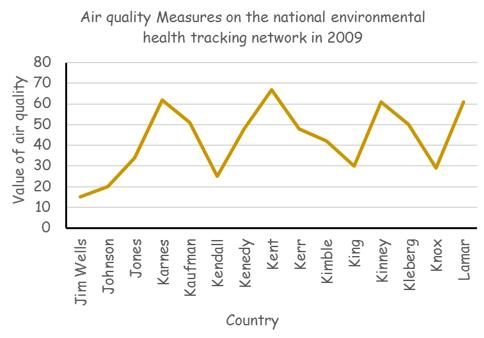 Air quality Measures on the national environmental
health tracking network in 2009
Value of air quality
80
70
60
50
40
30
20
10
0
Jim Wells
Johnson
Jones
Karnes
Kaufman
Kendall
Kenedy
Kent
Kerr
Kimble
King
Kinney
Kleberg
Knox
Lamar
Country